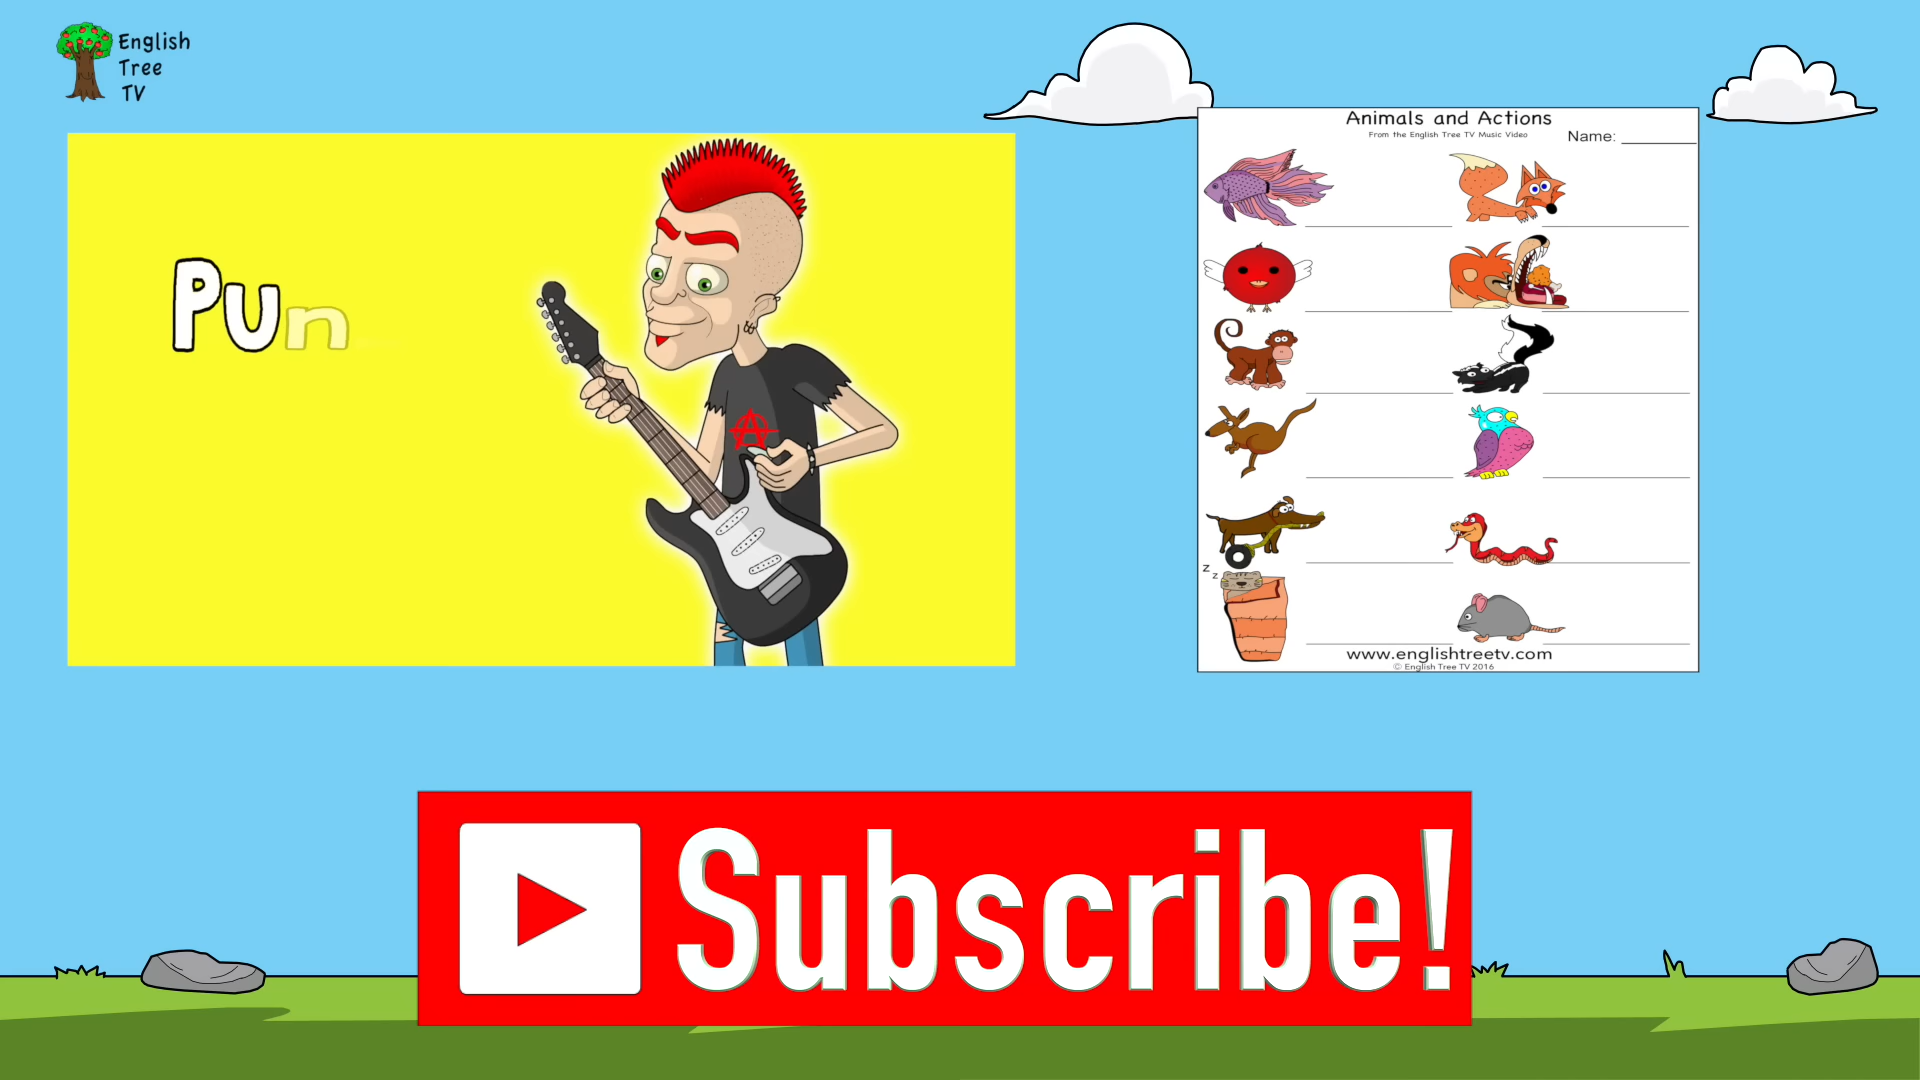 English
Tree
TV
Pun
Animals and Actions
From the English Tree TV Music Video
Name:
z
z
www.englishtreetv.com
© English Tree TV 2016
Subscribe!